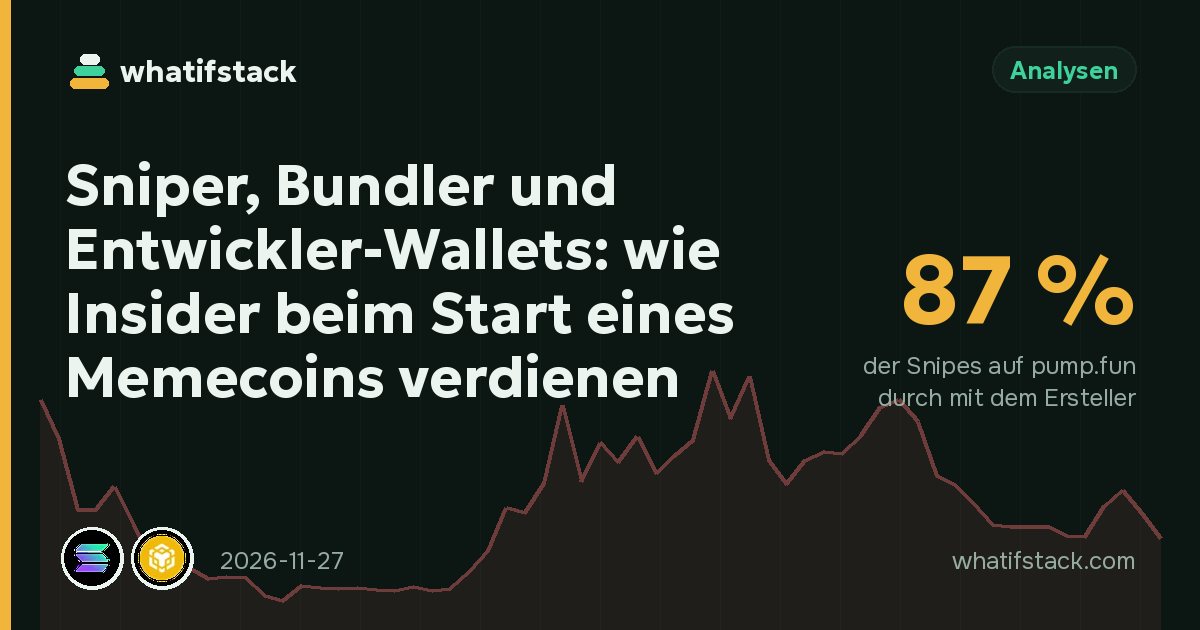 whatifstack
Analysen
Sniper, Bundler und
Entwickler-Wallets: wie
Insider beim Start eines
Memecoins verdienen
87 %
der Snipes auf pump.fun
durch mit dem Ersteller
2026-11-27
whatifstack.com